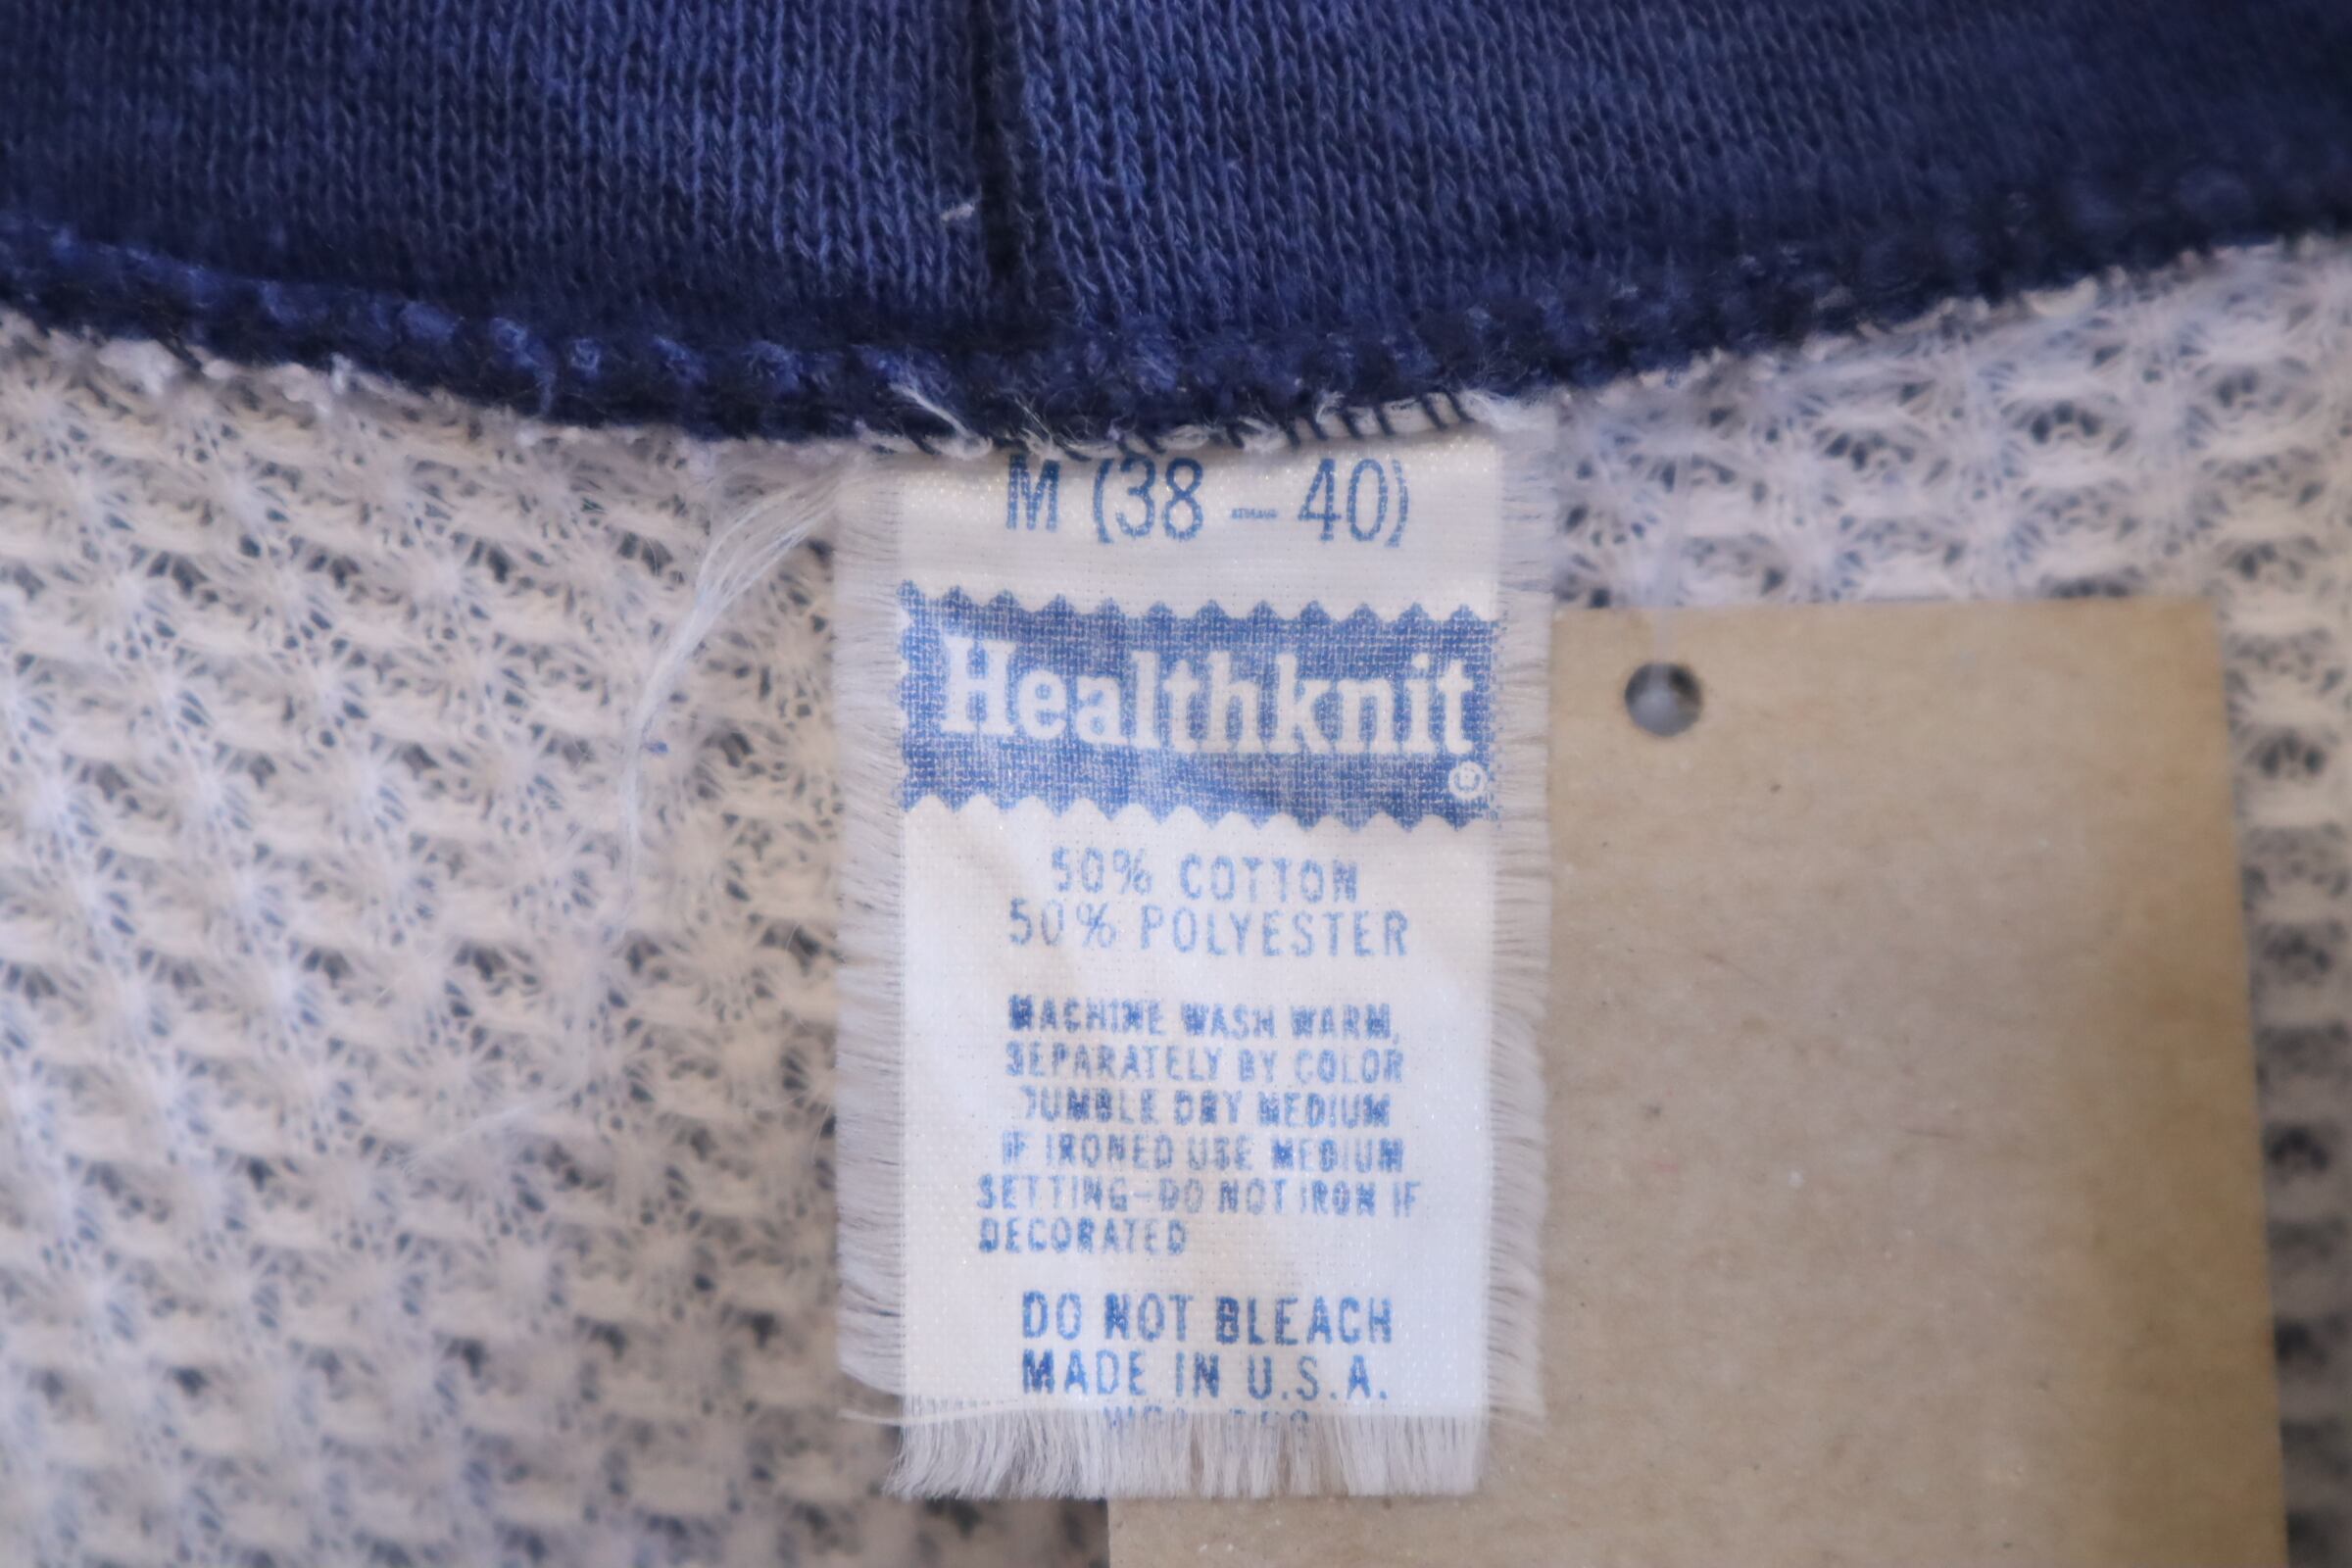 M (38 — 40)
Healthknit
®
50% COTTON
50% POLYESTER
MACHINE WASH WARM,
SEPARATELY BY COLOR
TUMBLE DRY MEDIUM
IF IRONED USE MEDIUM
SETTING—DO NOT IRON IF
DECORATED
DO NOT BLEACH
MADE IN U.S.A.